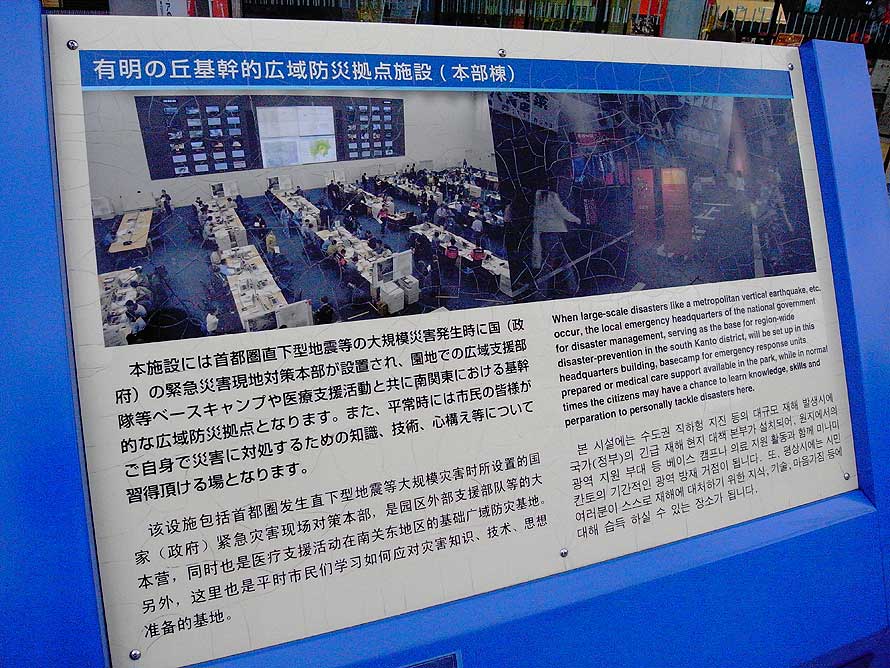 有明の丘基幹的広域防災拠点施設(本部棟)
本施設には首都圏直下型地震等の大規模災害発生時に国(政
府)の緊急災害現地対策本部が設置され、園地での広域支援部
隊等ベースキャンプや医療支援活動と共に南関東における基幹
的な広域防災拠点となります。また、平常時には市民の皆様が
ご自身で災害に対処するための知識、技術、心構え等について
習得頂ける場となります。
该设施包括首都圈发生直下型地震等大规模灾害时所设置的国
家(政府)紧急灾害现场对策本部，是园区外部支援部队等的大
本营，同时也是医疗支援活动在南关东地区的基础广域防灾基地。
另外，这里也是平时市民们学习如何应对灾害知识、技术、思想
准备的基地。
When large-scale disasters like a metropolitan vertical earthquake, etc.
occur, the local emergency headquarters of the national government
for disaster management, serving as the base for region-wide
disaster-prevention in the south Kanto district, will be set up in this
headquarters building, basecamp for emergency response units
prepared or medical care support available in the park, while in normal
times the citizens may have a chance to learn knowledge, skills and
perparation to personally tackle disasters here.
본 시설에는 수도권 직하형 지진 등의 대규모 재해 발생시에
국가(정부)의 긴급 재해 현지 대책 본부가 설치되어, 원지에서의
광역 지원 부대 등 베이스 캠프나 의료 지원 활동과 함께 미나미
칸토의 기간적인 광역 방재 거점이 됩니다. 또, 평상시에는 시민
여러분이 스스로 재해에 대처하기 위한 지식, 기술, 마음가짐 등에
대해 습득 하실 수 있는 장소가 됩니다.